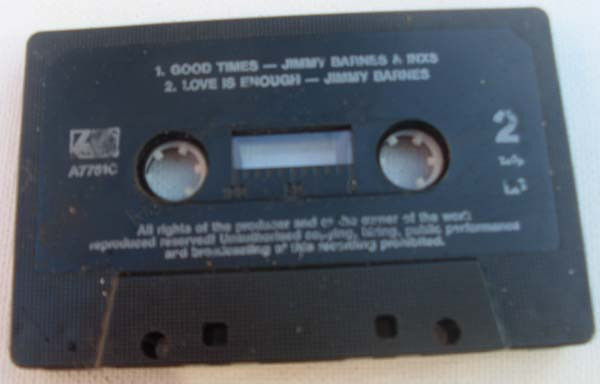 1. GOOD TIMES — JIMMY BARNES & INXS
2. LOVE IS ENOUGH — JIMMY BARNES
A7761C
2
All rights of the producer and of the owner of the work
reproduced reserved! Unauthorised copying, hiring, public performance
and broadcasting of this recording prohibited.